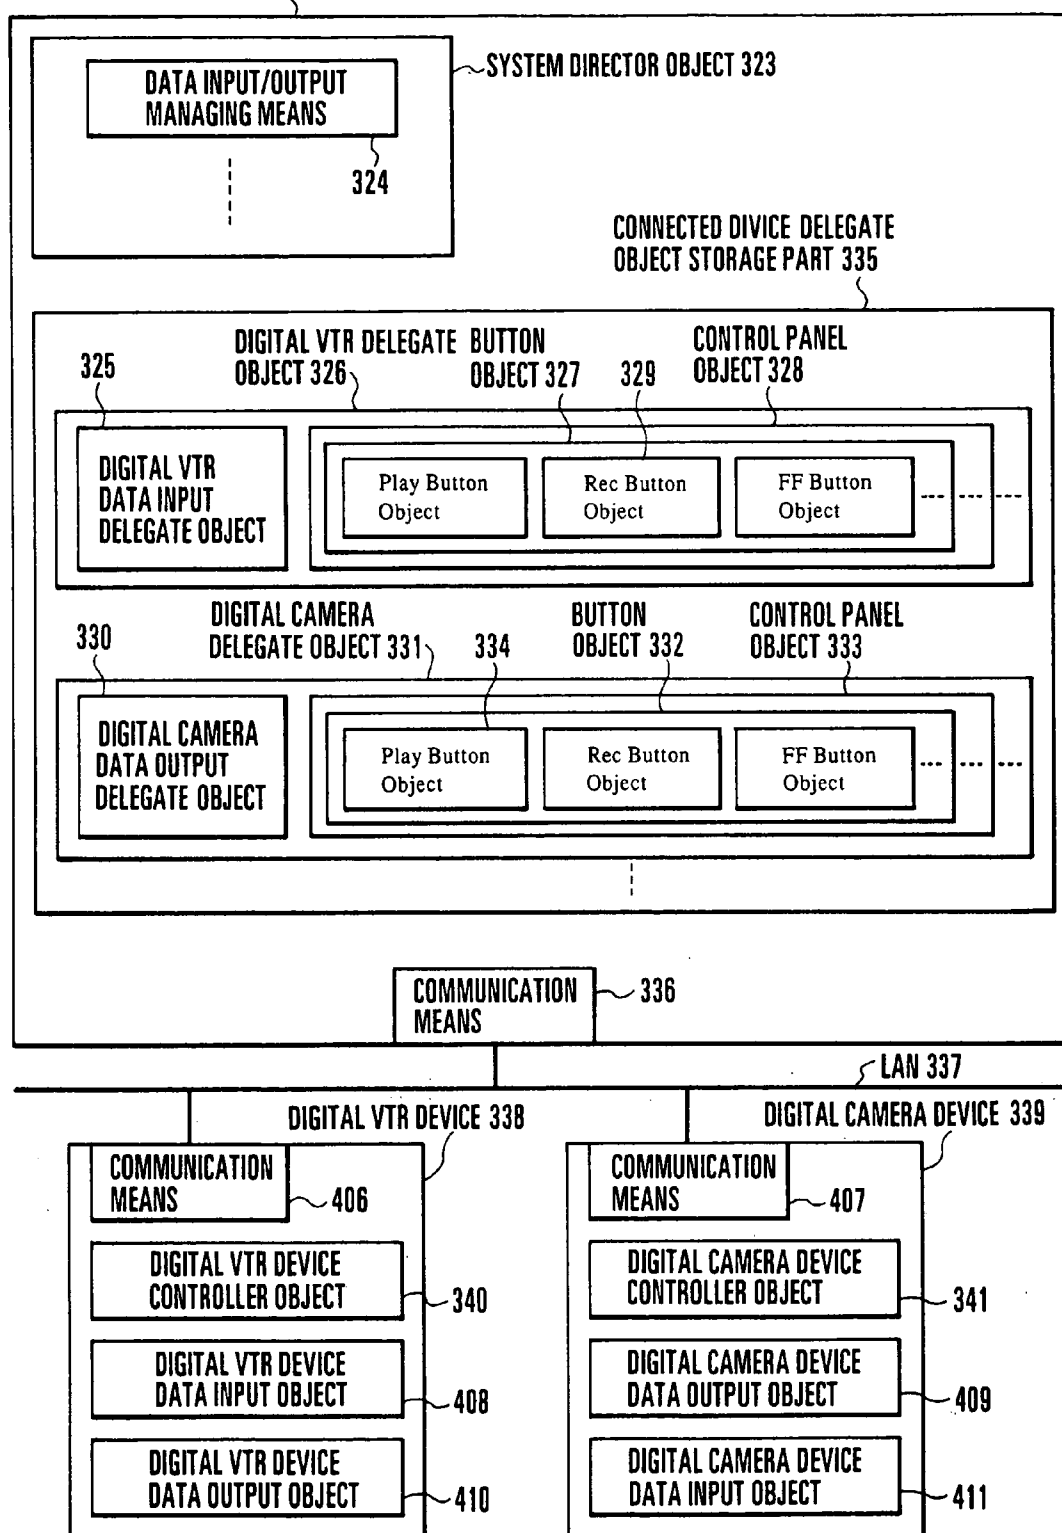 SYSTEM DIRECTOR OBJECT 323
DATA INPUT/OUTPUT
MANAGING MEANS
324
CONNECTED DIVICE DELEGATE
OBJECT STORAGE PART 335
325
DIGITAL VTR DELEGATE
OBJECT 326
BUTTON
OBJECT 327
329
CONTROL PANEL
OBJECT 328
DIGITAL VTR
DATA INPUT
DELEGATE OBJECT
Play Button
Object
Rec Button
Object
FF Button
Object
330
DIGITAL CAMERA
DELEGATE OBJECT 331
334
BUTTON
OBJECT 332
CONTROL PANEL
OBJECT 333
DIGITAL CAMERA
DATA OUTPUT
DELEGATE OBJECT
Play Button
Object
Rec Button
Object
FF Button
Object
COMMUNICATION
MEANS
336
LAN 337
DIGITAL VTR DEVICE 338
COMMUNICATION
MEANS
406
DIGITAL VTR DEVICE
CONTROLLER OBJECT
340
DIGITAL VTR DEVICE
DATA INPUT OBJECT
408
DIGITAL VTR DEVICE
DATA OUTPUT OBJECT
410
DIGITAL CAMERA DEVICE 339
COMMUNICATION
MEANS
407
DIGITAL CAMERA DEVICE
CONTROLLER OBJECT
341
DIGITAL CAMERA DEVICE
DATA OUTPUT OBJECT
409
DIGITAL CAMERA DEVICE
DATA INPUT OBJECT
411